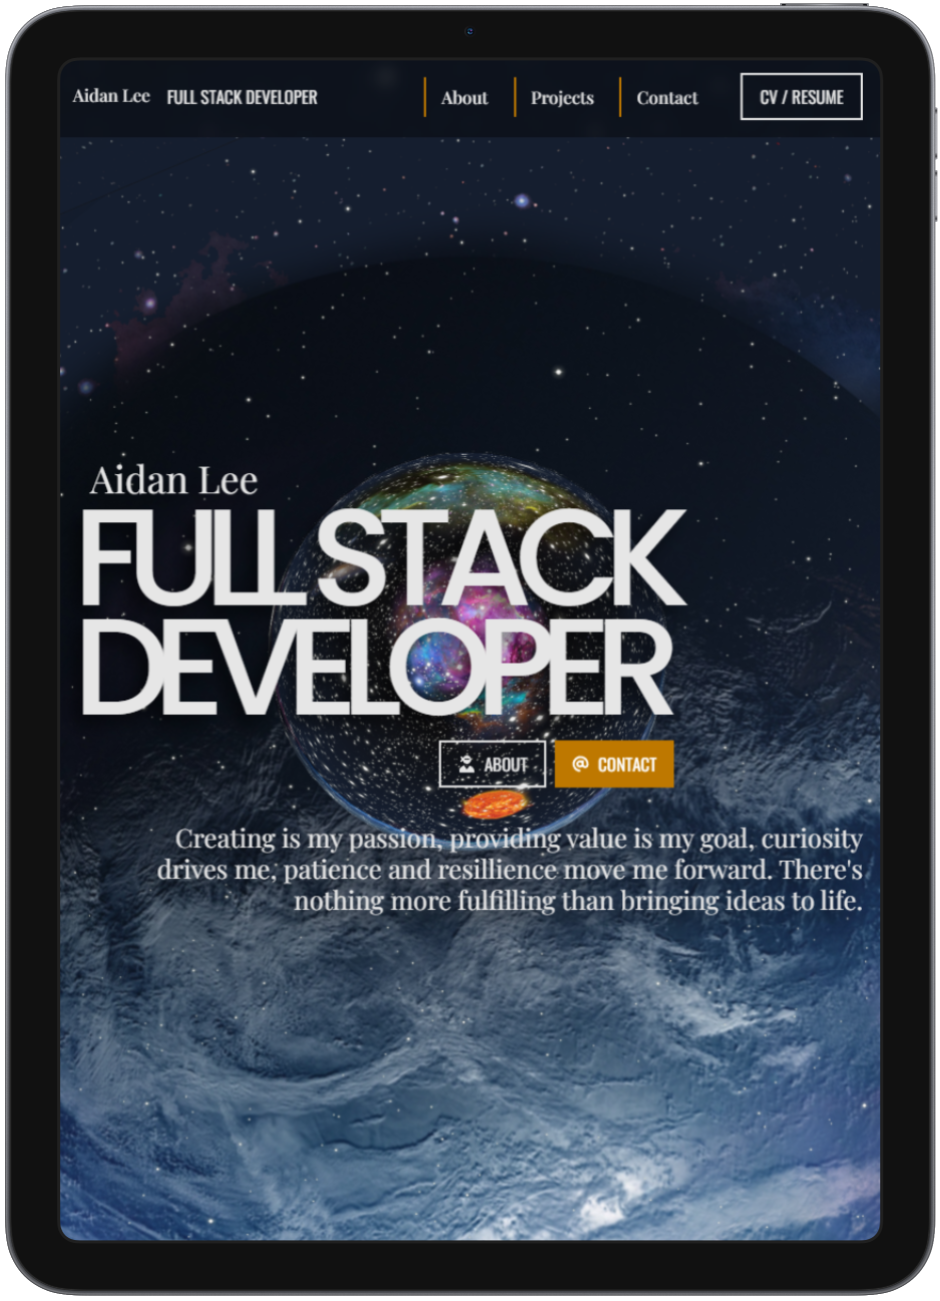 Aidan Lee FULL STACK DEVELOPER About Projects Contact CV / RESUME
Aidan Lee
FULL STACK
DEVELOPER
ABOUT @ CONTACT
Creating is my passion, providing value is my goal, curiosity
drives me, patience and resillience move me forward. There's
nothing more fulfilling than bringing ideas to life.